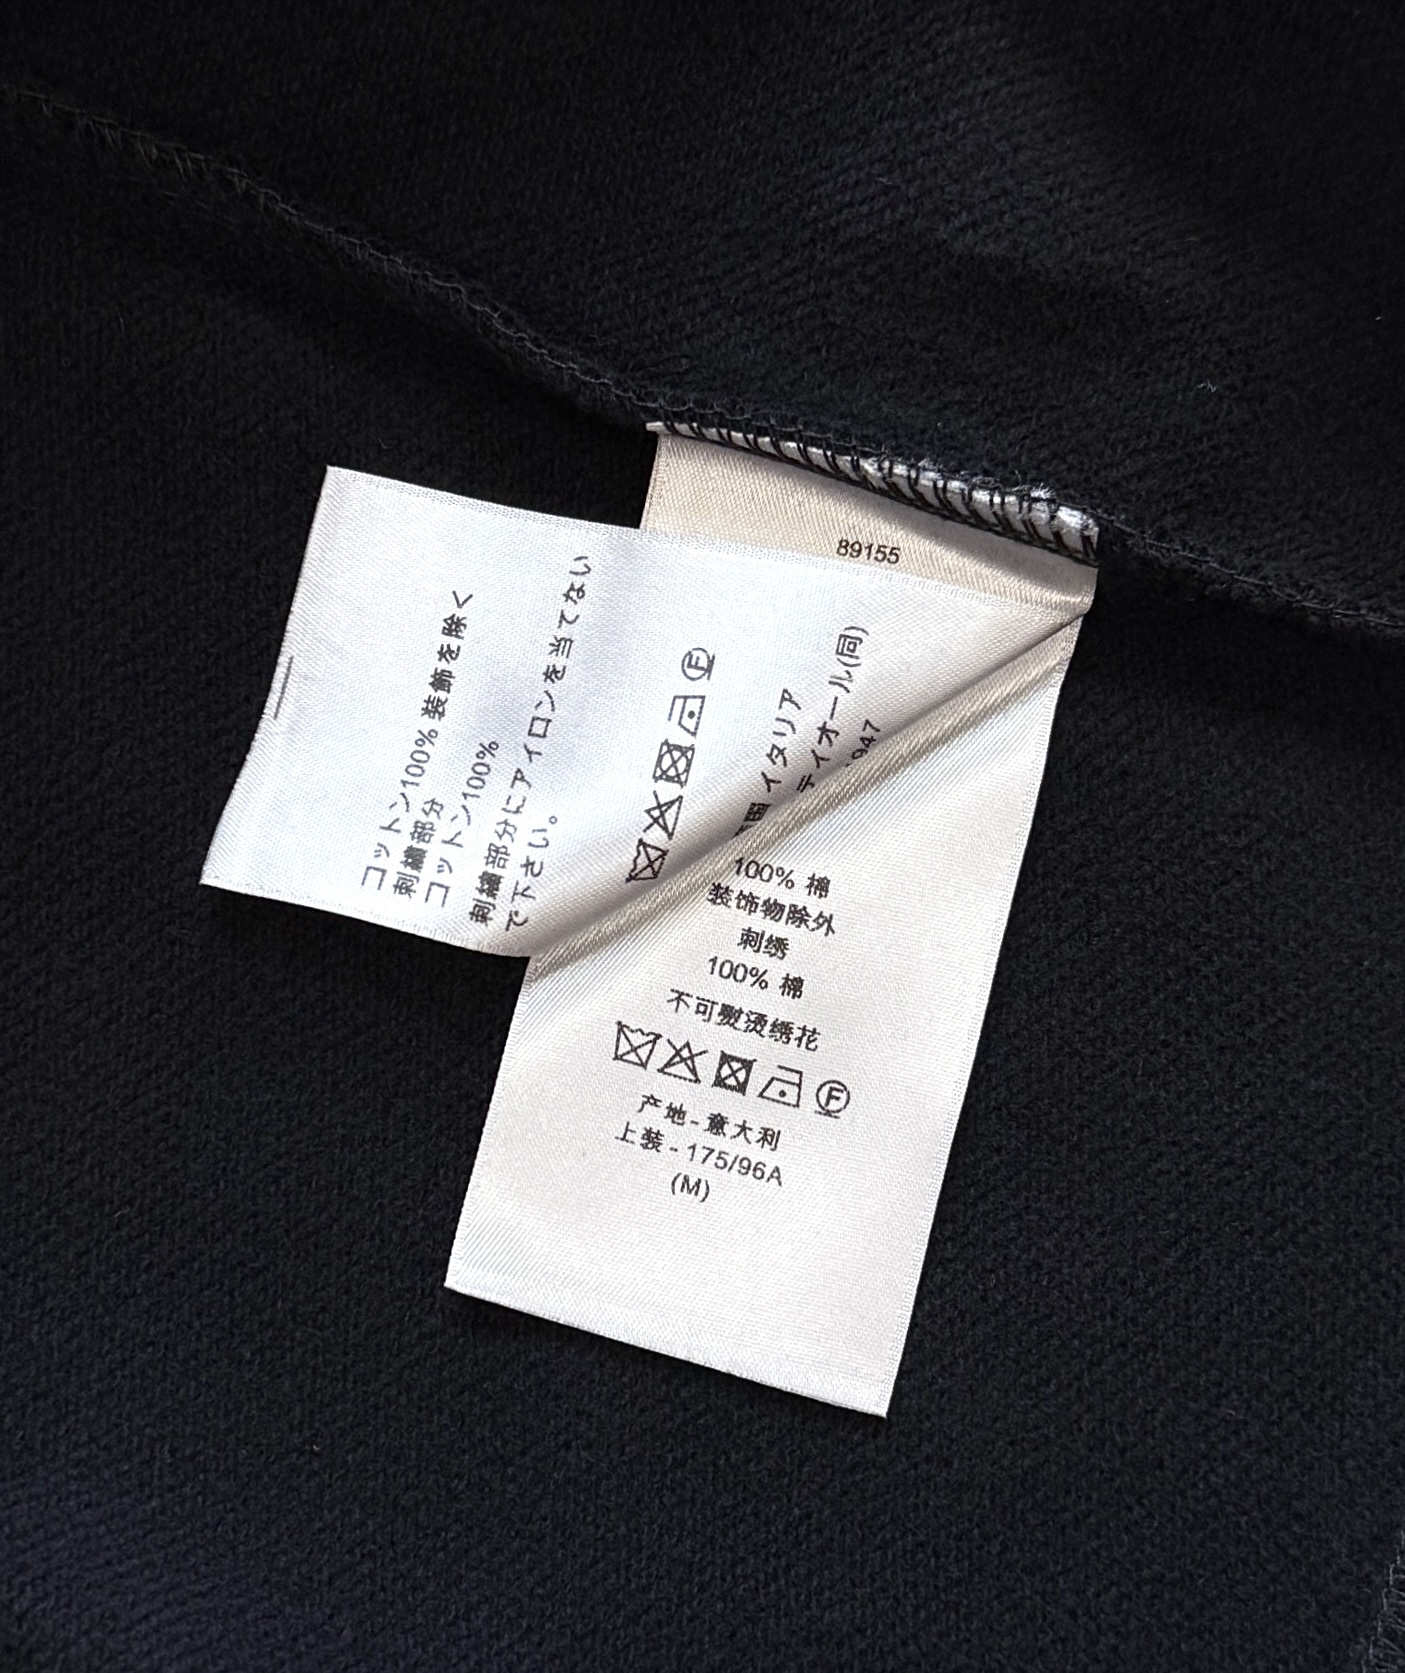 89155
コットン100% 装飾を除く
刺繍部分
コットン100%
刺繍部分にアイロンを当てない
で下さい。
F
イタリア
ディオール(同)
947
100% 棉
装饰物除外
刺绣
100% 棉
不可熨烫绣花
F
产地-意大利
上装-175/96A
(M)